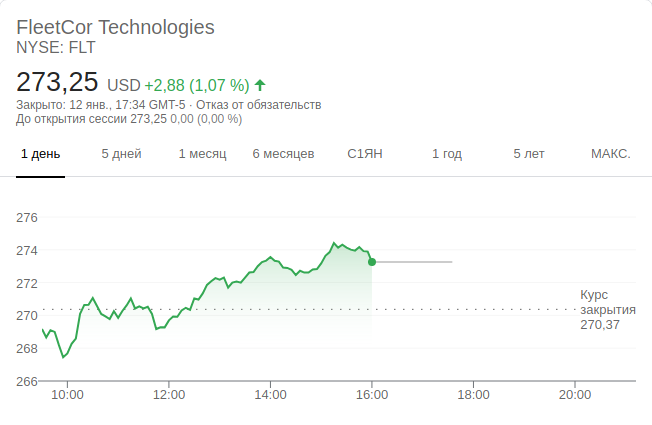 FleetCor Technologies
NYSE: FLT
273,25 USD +2,88 (1,07 %)
Закрыто: 12 янв., 17:34 GMT-5 · Отказ от обязательств
До открытия сессии 273,25 0,00 (0,00 %)
1 день 5 дней 1 месяц 6 месяцев С1ЯН 1 год 5 лет МАКС.
276
274
272
270
268
266
Курс
закрытия
270,37
10:00 12:00 14:00 16:00 18:00 20:00